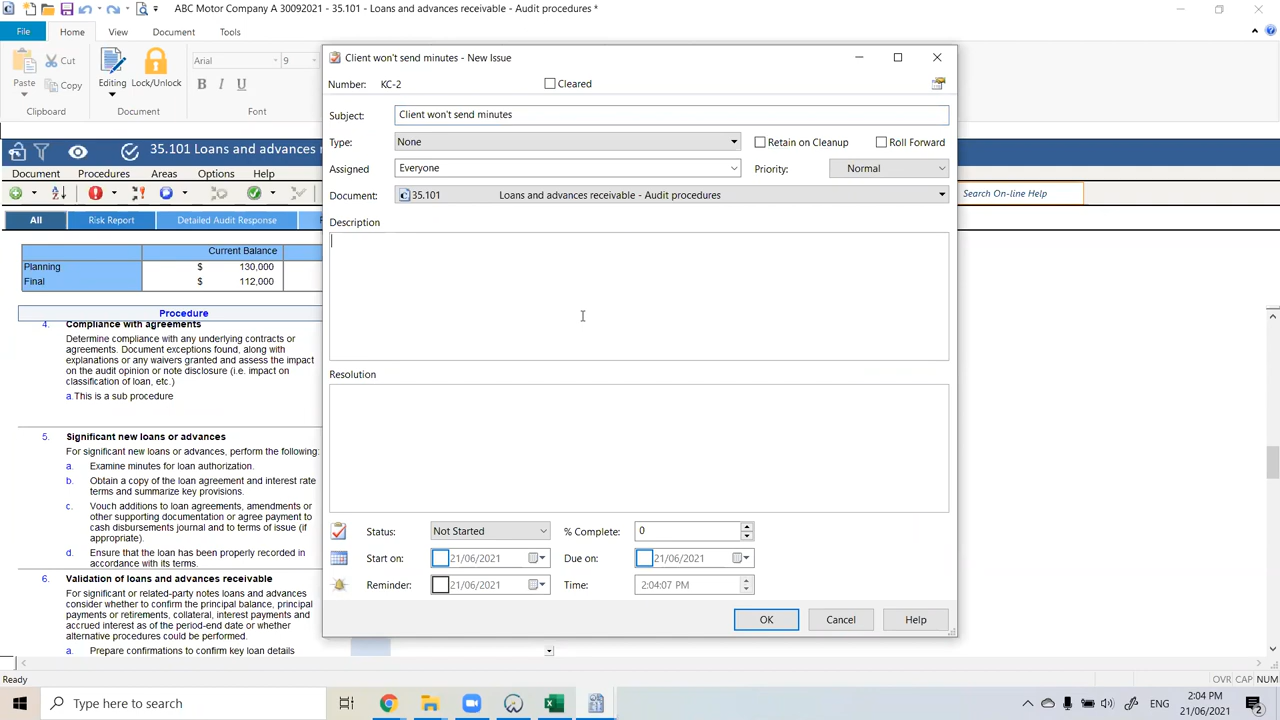 ABC Motor Company A 30092021 - 35.101 - Loans and advances receivable - Audit procedures *
File
Home
View
Document
Tools
Paste
Cut
Copy
Clipboard
Editing
Lock/Unlock
Document
Arial
9
B I U
Font
35.101 Loans and advances r
Document
Procedures
Areas
Options
Help
Search On-line Help
All
Risk Report
Detailed Audit Response
Current Balance
Planning $ 130,000
Final $ 112,000
Procedure
4. Compliance with agreements
Determine compliance with any underlying contracts or
agreements. Document exceptions found, along with
explanations or any waivers granted and assess the impact
on the audit opinion or note disclosure (i.e. impact on
classification of loan, etc.)
a.This is a sub procedure
5. Significant new loans or advances
For significant new loans or advances, perform the following:
a. Examine minutes for loan authorization.
b. Obtain a copy of the loan agreement and interest rate
terms and summarize key provisions.
c. Vouch additions to loan agreements, amendments or
other supporting documentation or agree payment to
cash disbursements journal and to terms of issue (if
appropriate).
d. Ensure that the loan has been properly recorded in
accordance with its terms.
6. Validation of loans and advances receivable
For significant or related-party notes loans and advances
consider whether to confirm the principal balance, principal
payments or retirements, collateral, interest payments and
accrued interest as of the period-end date or whether
alternative procedures could be performed.
a. Prepare confirmations to confirm key loan details
Client won't send minutes - New Issue
Number: KC-2
Cleared
Subject: Client won't send minutes
Type: None
Retain on Cleanup
Roll Forward
Assigned Everyone
Priority: Normal
Document: 35.101 Loans and advances receivable - Audit procedures
Description
Resolution
Status: Not Started
% Complete: 0
Start on: 21/06/2021
Due on: 21/06/2021
Reminder: 21/06/2021
Time: 2:04:07 PM
OK
Cancel
Help
Ready
OVR CAP NUM
Type here to search
ENG
2:04 PM
21/06/2021
2